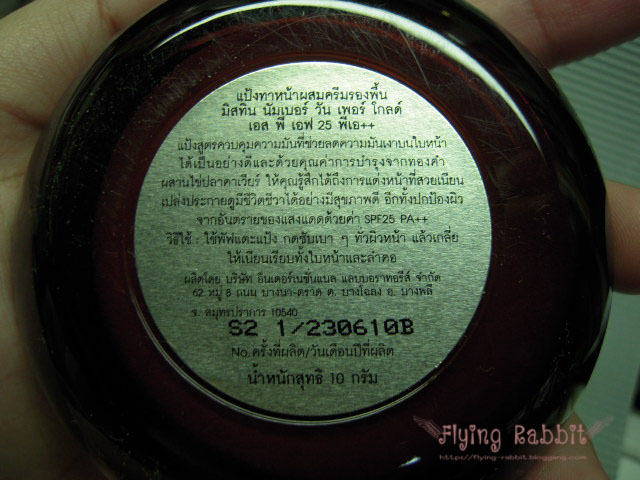 แป้งทาหน้าผสมครีมรองพื้น
มิสทิน นัมเบอร์ วัน เพอร์ โกลด์
เอส พี เอฟ 25 พีเอ++
แป้งสูตรควบคุมความมันที่ช่วยลดความมันเงาบนใบหน้า
ได้เป็นอย่างดีและด้วยคุณค่าการบำรุงจากทองคำ
ผสานไข่ปลาคาเวียร์ ให้คุณรู้สึกได้ถึงการแต่งหน้าที่สวยเนียน
เปล่งประกายดูมีชีวิตชีวาได้อย่างมีสุขภาพดี อีกทั้งปกป้องผิว
จากอันตรายของแสงแดดด้วยค่า SPF25 PA++
วิธีใช้ : ใช้พัฟแตะแป้ง กดซับเบา ๆ ทั่วผิวหน้า แล้วเกลี่ย
ให้เนียนเรียบทั้งใบหน้าและลำคอ
ผลิตโดย บริษัท อินเตอร์เนชั่นแนล แลบบอราทอรีส์ จำกัด
62 หมู่ 8 ถนน บางนา-ตราด ต. บางโฉลง อ. บางพลี
จ. สมุทรปราการ 10540
S2 1/230610B
No.ครั้งที่ผลิต/วันเดือนปีที่ผลิต
น้ำหนักสุทธิ 10 กรัม
Flying Rabbit
http://flying-rabbit.bloggang.com